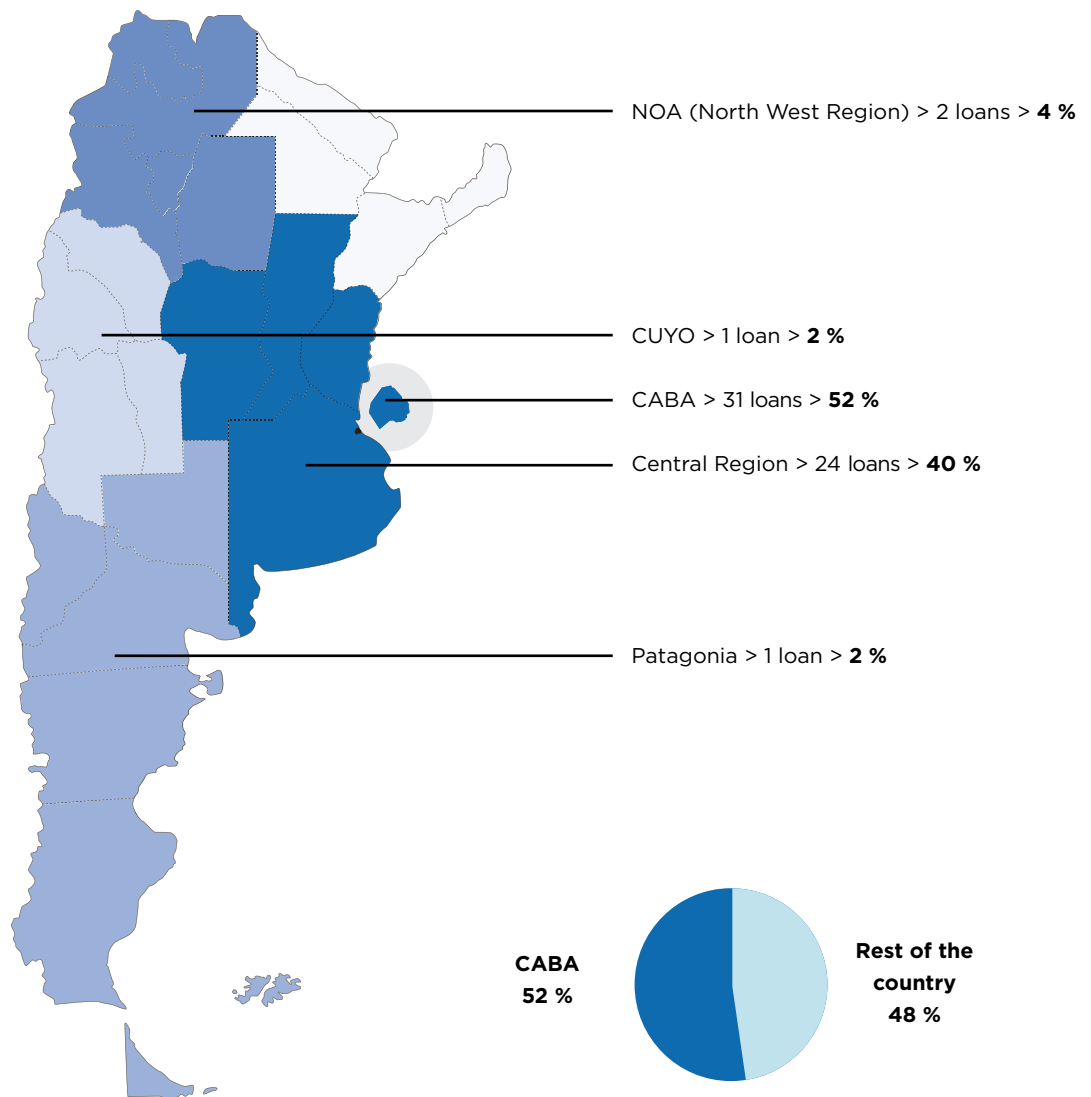 NOA (North West Region) > 2 loans > 4 %
CUYO > 1 loan > 2 %
CABA > 31 loans > 52 %
Central Region > 24 loans > 40 %
Patagonia > 1 loan > 2 %
CABA
52 %
Rest of the
country
48 %